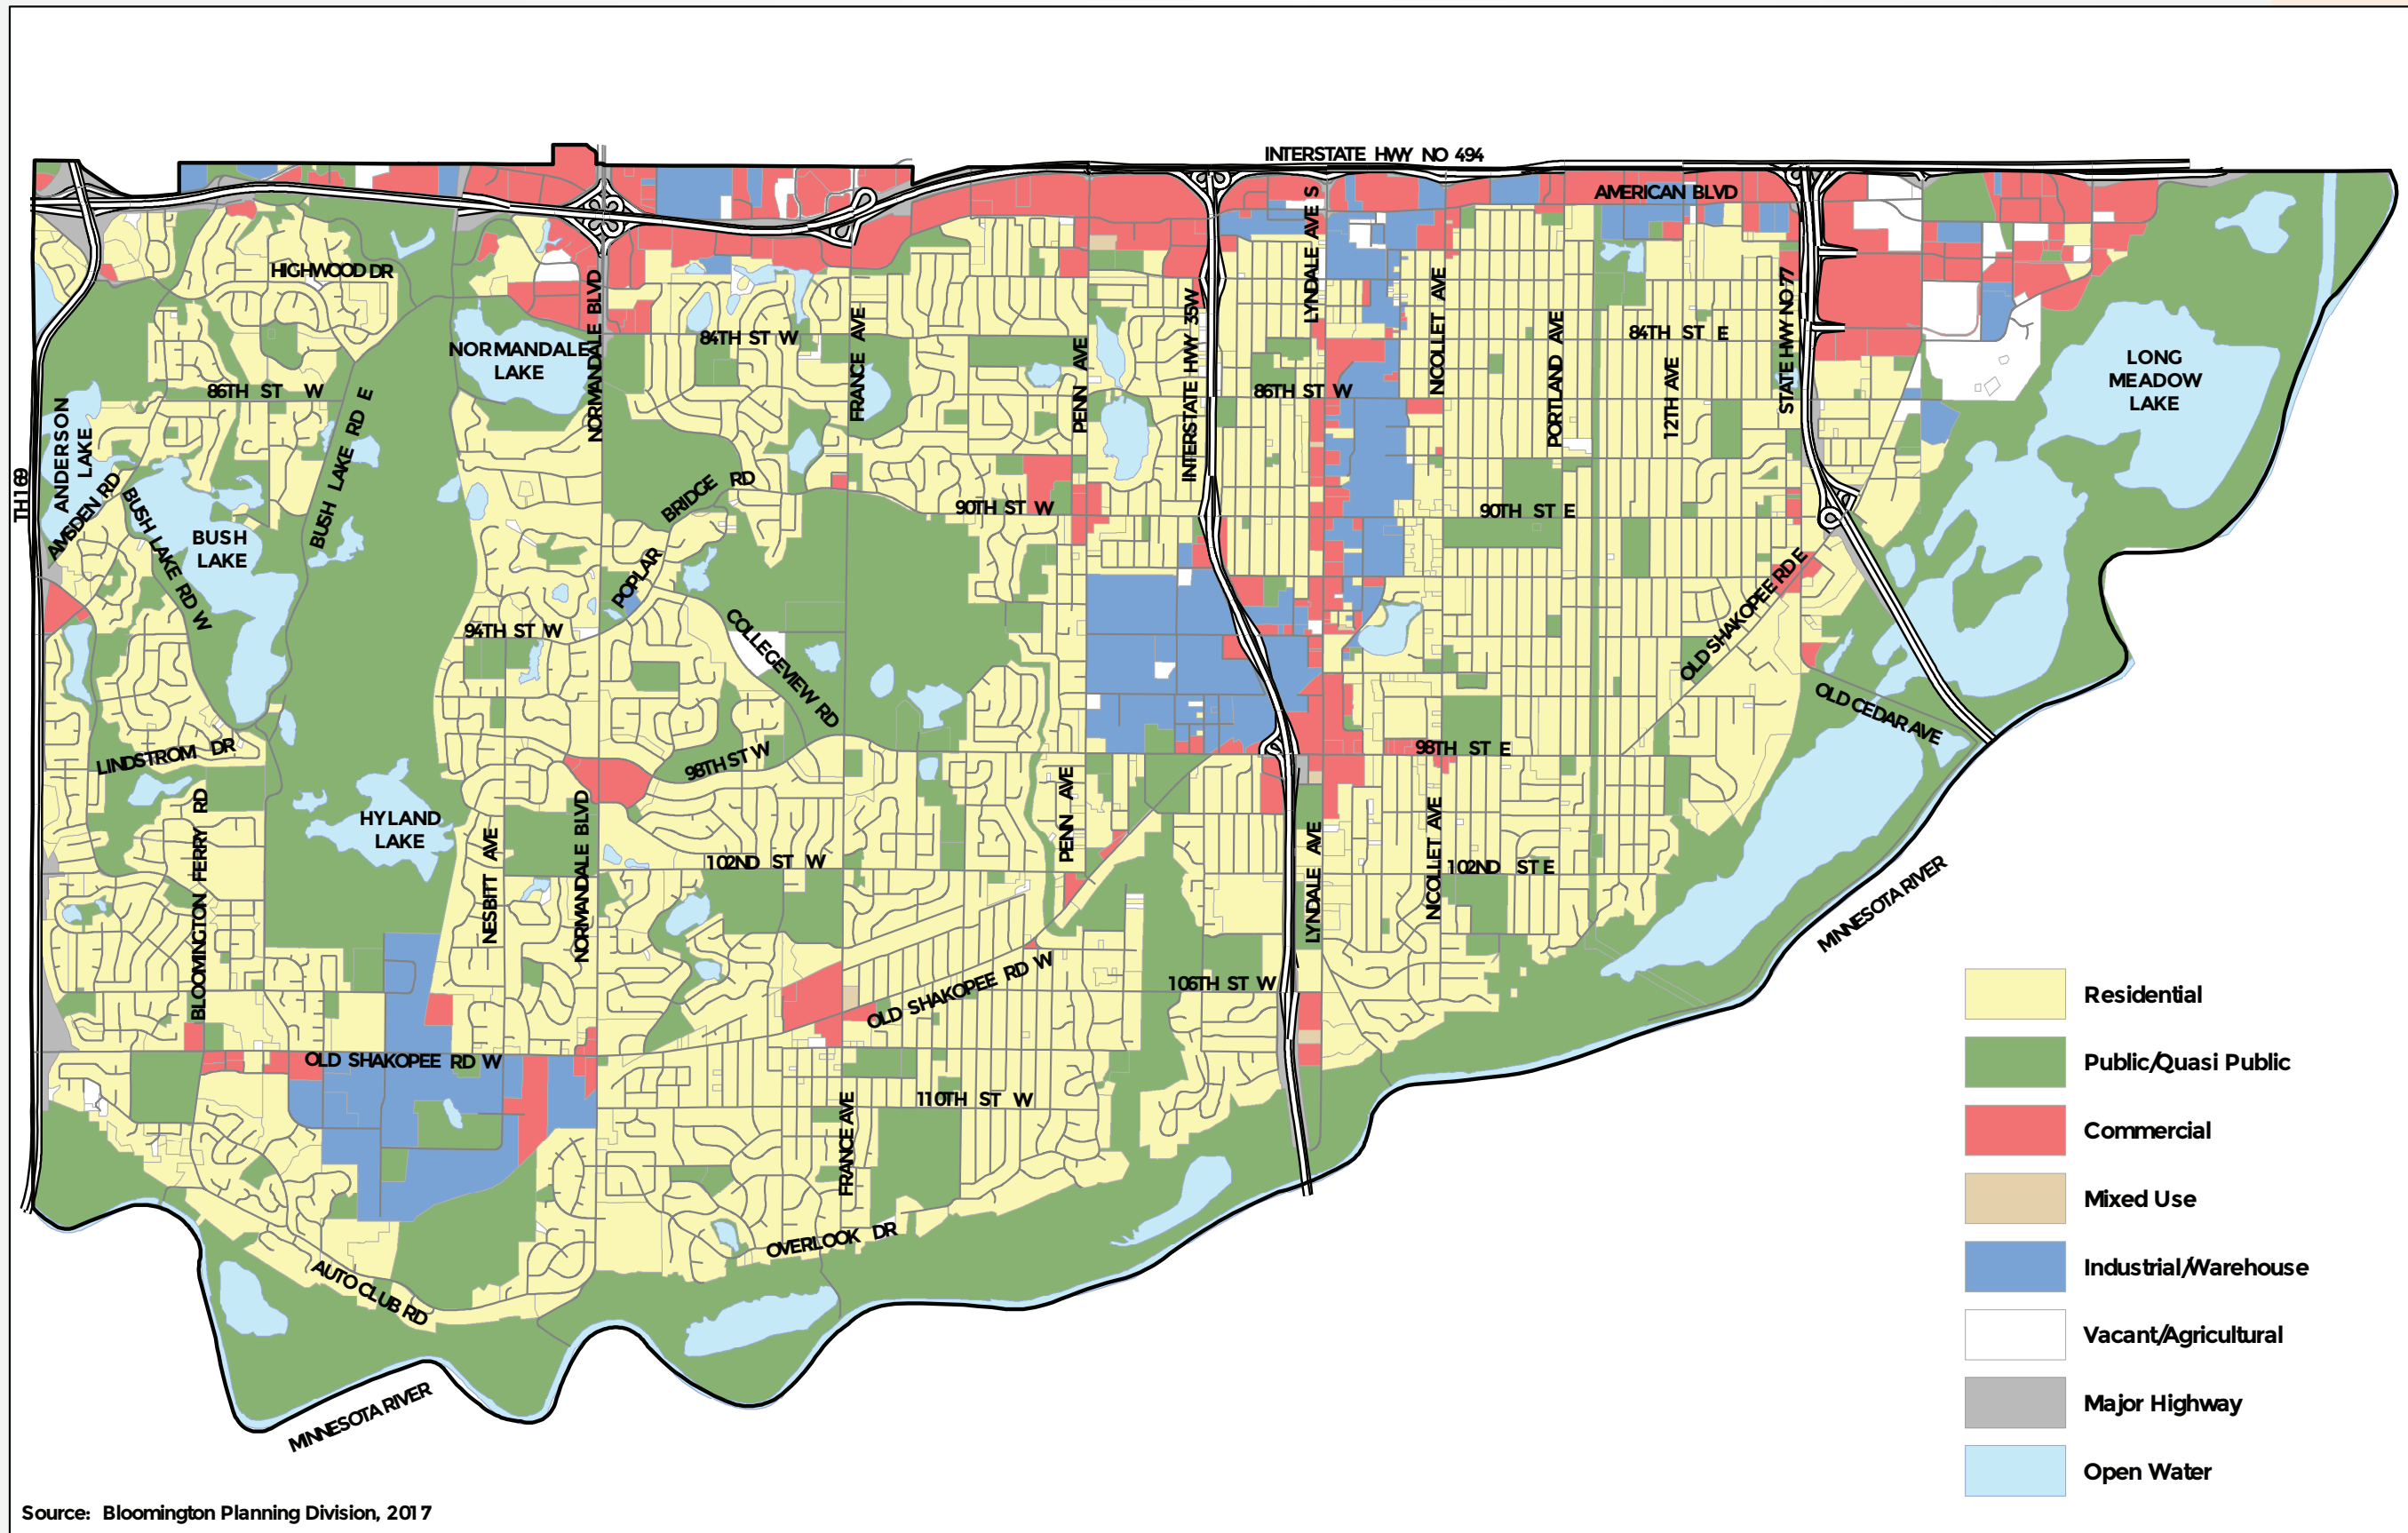 INTERSTATE HWY NO 494
AMERICAN BLVD
LYNDALE AVE S
HIGHWOOD DR
NORMANDALE BLVD
84TH ST W
FRANCE AVE
PENN AVE
INTERSTATE HWY 35W
NICOLLET AVE
PORTLAND AVE
84TH ST E
12TH AVE
STATE HWY NO 77
NORMANDALE
LAKE
LONG
MEADOW
LAKE
86TH ST W
86TH ST W
BUSH LAKE RD E
ANDERSON
LAKE
TH 169
AMSDEN RD
BUSH LAKE RD W
BUSH
LAKE
BRIDGE RD
POPLAR
90TH ST W
90TH ST E
94TH ST W
COLLEGEVIEW RD
OLD SHAKOPEE RD E
OLD CEDAR AVE
LINDSTROM DR
98TH ST W
98TH ST E
HYLAND
LAKE
BLOOMINGTON FERRY RD
NESBITT AVE
NORMANDALE BLVD
PENN AVE
102ND ST W
LYNDALE AVE
NICOLLET AVE
102ND ST E
MINNESOTA RIVER
106TH ST W
OLD SHAKOPEE RD W
OLD SHAKOPEE RD W
110TH ST W
FRANCE AVE
OVERLOOK DR
AUTO CLUB RD
MINNESOTA RIVER
Residential
Public/Quasi Public
Commercial
Mixed Use
Industrial/Warehouse
Vacant/Agricultural
Major Highway
Open Water
Source: Bloomington Planning Division, 2017